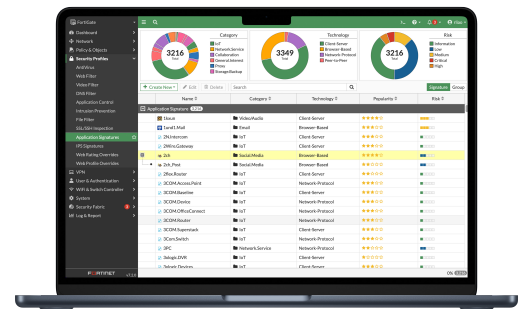 FortiGate
Dashboard
Network
Policy & Objects
Security Profiles
AntiVirus
Web Filter
Video Filter
DNS Filter
Application Control
Intrusion Prevention
File Filter
SSL/SSH Inspection
Application Signatures
IPS Signatures
Web Rating Overrides
Web Profile Overrides
VPN
User & Authentication
WiFi & Switch Controller
System
Security Fabric
Log & Report
FORTINET
Category
3216
Total
IoT
Network.Service
Collaboration
General.Interest
Proxy
Storage.Backup
Technology
3349
Total
Client-Server
Browser-Based
Network-Protocol
Peer-to-Peer
Risk
3216
Total
Information
Low
Medium
Critical
High
+ Create New Edit Delete Search Signature Group
Name Category Technology Popularity Risk
Application Signature 3216
1kxun Video/Audio Client-Server
1und1.Mail Email Browser-Based
2N.Intercom IoT Client-Server
2Wire.Gateway IoT Client-Server
2ch Social.Media Browser-Based
2ch_Post Social.Media Browser-Based
2flex.Router IoT Client-Server
3COM.Access.Point IoT Network-Protocol
3COM.Baseline IoT Client-Server
3COM.Device IoT Network-Protocol
3COM.OfficeConnect IoT Network-Protocol
3COM.Router IoT Client-Server
3COM.Superstack IoT Client-Server
3Com.Switch IoT Client-Server
3PC Network.Service Network-Protocol
3xlogic.DVR IoT Client-Server
3xlogic.Devices IoT Client-Server
0% 3216